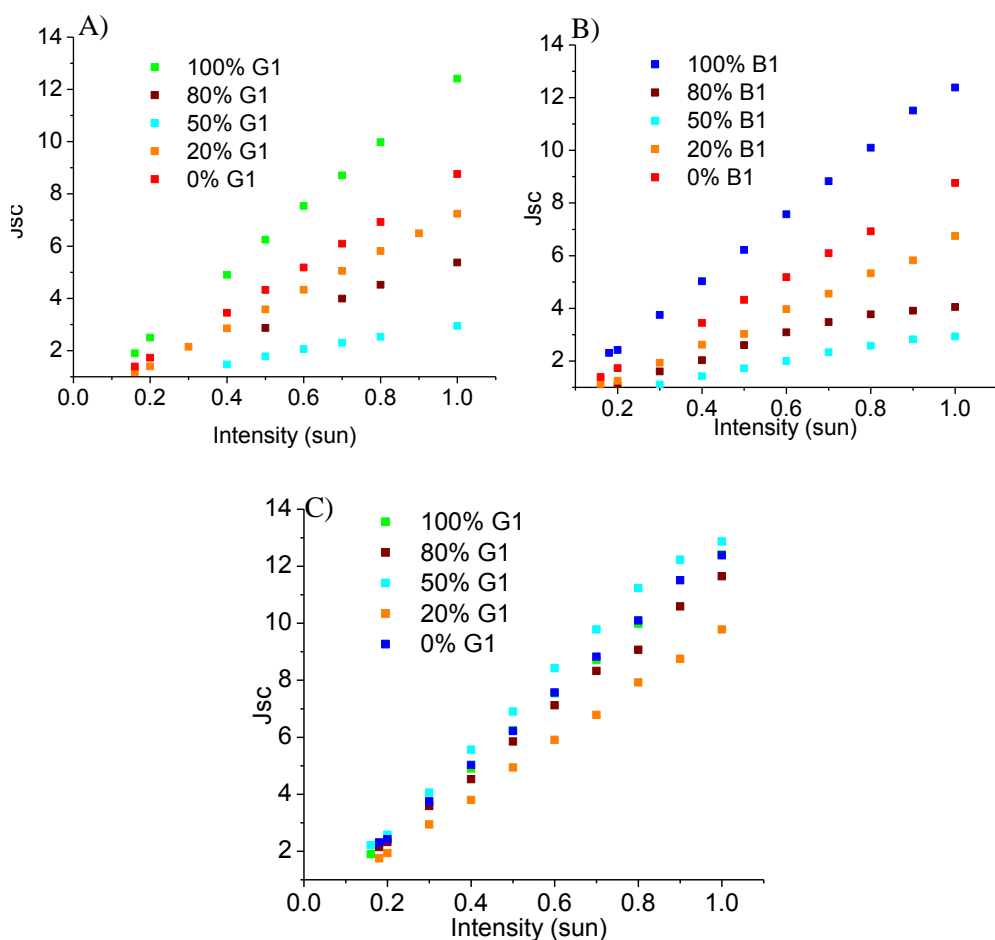 A)
14
12
10
8
6
4
2
Jsc
100% G1
80% G1
50% G1
20% G1
0% G1
0.0 0.2 0.4 0.6 0.8 1.0
Intensity (sun)
B)
14
12
10
8
6
4
2
Jsc
100% B1
80% B1
50% B1
20% B1
0% B1
0.2 0.4 0.6 0.8 1.0
Intensity (sun)
C)
14
12
10
8
6
4
2
Jsc
100% G1
80% G1
50% G1
20% G1
0% G1
0.0 0.2 0.4 0.6 0.8 1.0
Intensity (sun)